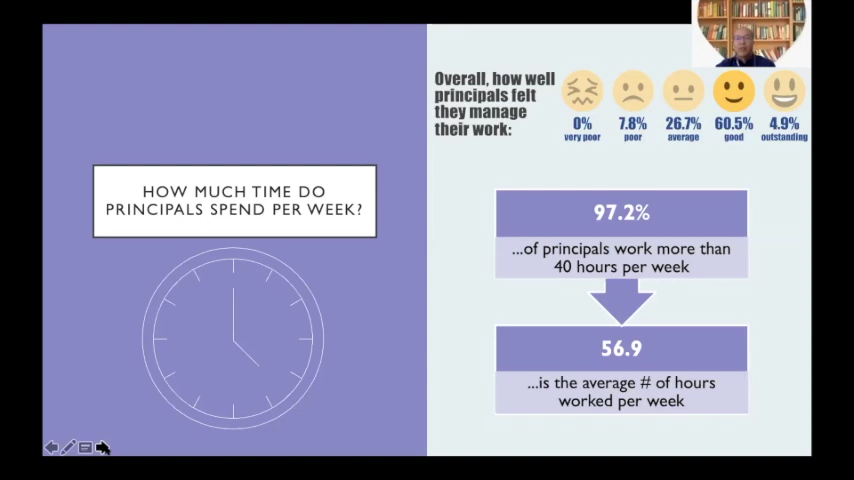 HOW MUCH TIME DO
PRINCIPALS SPEND PER WEEK?
Overall, how well
principals felt
they manage
their work:
0% 7.8% 26.7% 60.5% 4.9%
very poor poor average good outstanding
97.2%
...of principals work more than
40 hours per week
56.9
...is the average # of hours
worked per week